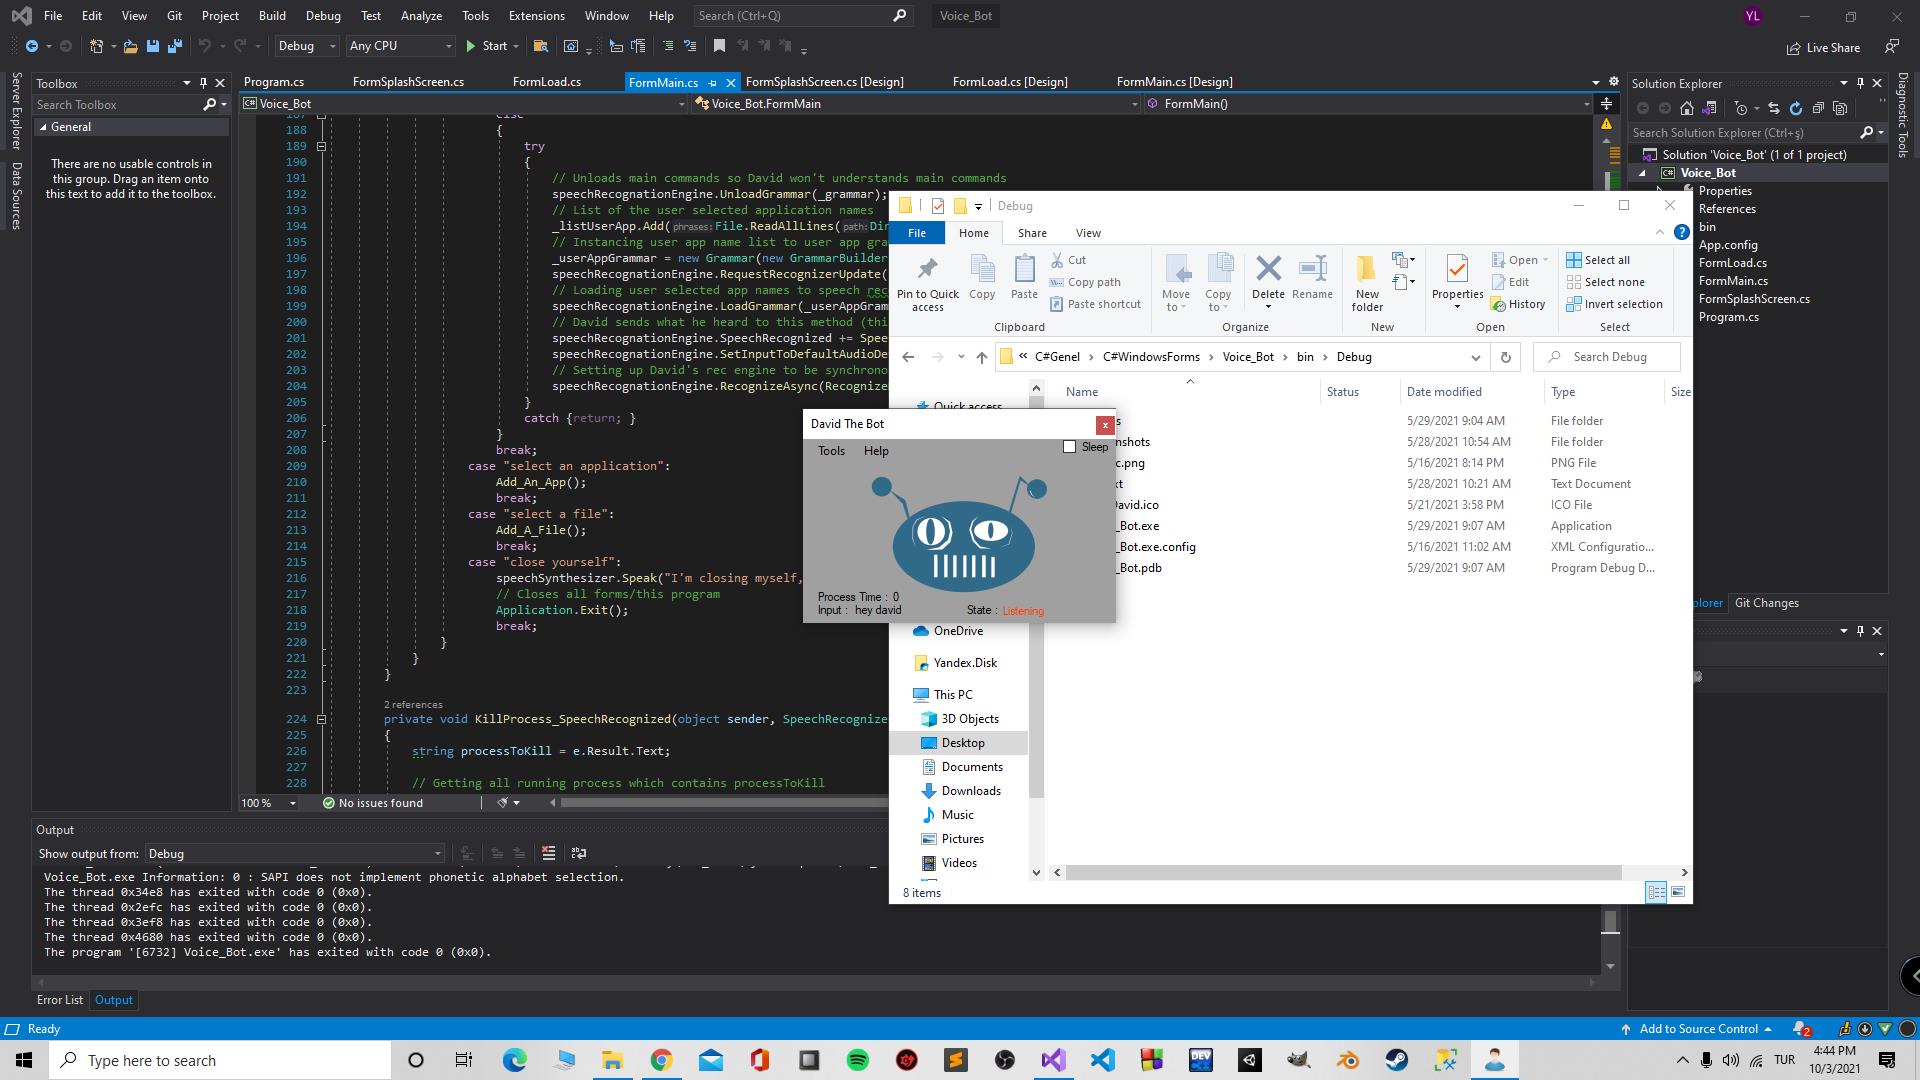 File Edit View Git Project Build Debug Test Analyze Tools Extensions Window Help Search (Ctrl+Q) Voice_Bot YL
Debug Any CPU Start Live Share
Server Explorer
Data Sources
Toolbox
Search Toolbox
General
There are no usable controls in
this group. Drag an item onto
this text to add it to the toolbox.
Program.cs FormSplashScreen.cs FormLoad.cs FormMain.cs FormSplashScreen.cs [Design] FormLoad.cs [Design] FormMain.cs [Design]
C# Voice_Bot Voice_Bot.FormMain FormMain()
187 else
188 {
189 try
190 {
191 // Unloads main commands so David won't understands main commands
192 speechRecognationEngine.UnloadGrammar(_grammar);
193 // List of the user selected application names
194 _listUserApp.Add(phrases:File.ReadAllLines(path:Din
195 // Instancing user app name list to user app gra
196 _userAppGrammar = new Grammar(new GrammarBuilder
197 speechRecognationEngine.RequestRecognizerUpdate(
198 // Loading user selected app names to speech rec
199 speechRecognationEngine.LoadGrammar(_userAppGram
200 // David sends what he heard to this method (thi
201 speechRecognationEngine.SpeechRecognized += Spee
202 speechRecognationEngine.SetInputToDefaultAudioDe
203 // Setting up David's rec engine to be synchrono
204 speechRecognationEngine.RecognizeAsync(Recognize
205 }
206 catch {return; }
207 }
208 break;
209 case "select an application":
210 Add_An_App();
211 break;
212 case "select a file":
213 Add_A_File();
214 break;
215 case "close yourself":
216 speechSynthesizer.Speak("I'm closing myself,
217 // Closes all forms/this program
218 Application.Exit();
219 break;
220 }
221 }
222 }
223
2 references
224 private void KillProcess_SpeechRecognized(object sender, SpeechRecognize
225 {
226 string processToKill = e.Result.Text;
227
228 // Getting all running process which contains processToKill
100 % No issues found
Output
Show output from: Debug
Voice_Bot.exe Information: 0 : SAPI does not implement phonetic alphabet selection.
The thread 0x34e8 has exited with code 0 (0x0).
The thread 0x2efc has exited with code 0 (0x0).
The thread 0x3ef8 has exited with code 0 (0x0).
The thread 0x4680 has exited with code 0 (0x0).
The program '[6732] Voice_Bot.exe' has exited with code 0 (0x0).
Error List Output
David The Bot x
Tools Help Sleep
Process Time : 0
Input : hey david State : Listening
Debug
File Home Share View
Pin to Quick
access
Copy
Paste
Cut
Copy path
Paste shortcut
Clipboard
Move
to
Copy
to
Delete
Rename
Organize
New
folder
New
Properties
Open
Edit
History
Open
Select all
Select none
Invert selection
Select
« C#Genel › C#WindowsForms › Voice_Bot › bin › Debug Search Debug
Name Status Date modified Type Size
Quick access
s 5/29/2021 9:04 AM File folder
nshots 5/28/2021 10:54 AM File folder
c.png 5/16/2021 8:14 PM PNG File
xt 5/28/2021 10:21 AM Text Document
David.ico 5/21/2021 3:58 PM ICO File
_Bot.exe 5/29/2021 9:07 AM Application
_Bot.exe.config 5/16/2021 11:02 AM XML Configuratio...
_Bot.pdb 5/29/2021 9:07 AM Program Debug D...
OneDrive
Yandex.Disk
This PC
3D Objects
Desktop
Documents
Downloads
Music
Pictures
Videos
8 items
Solution Explorer
Search Solution Explorer (Ctrl+ş)
Solution 'Voice_Bot' (1 of 1 project)
C# Voice_Bot
Properties
References
bin
App.config
FormLoad.cs
FormMain.cs
FormSplashScreen.cs
Program.cs
plorer Git Changes
Diagnostic Tools
Ready Add to Source Control 2
Type here to search DEV C++ TUR 4:44 PM
10/3/2021